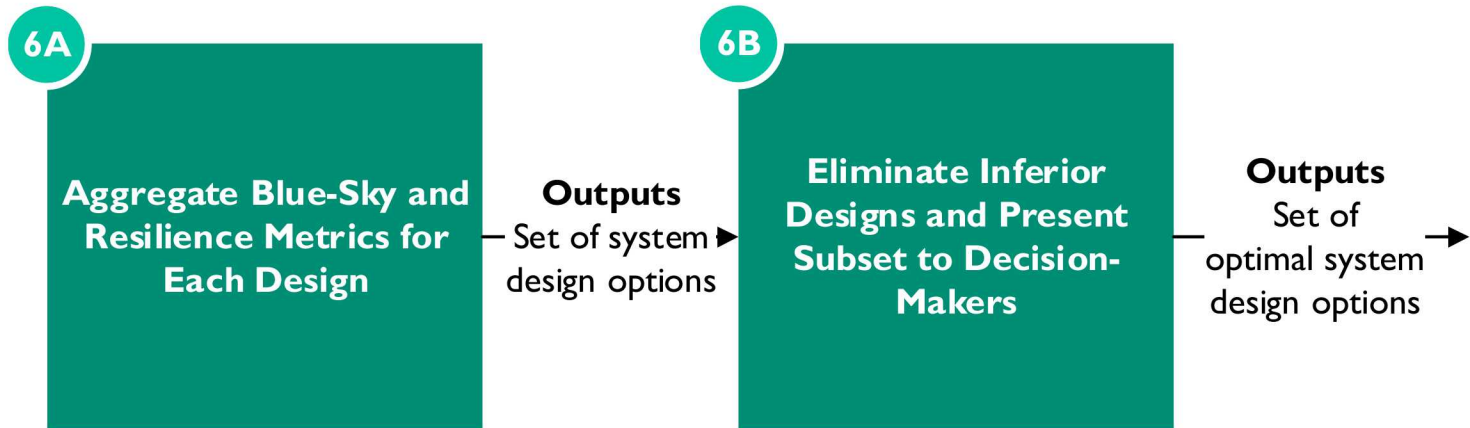 6A
Aggregate Blue-Sky and
Resilience Metrics for
Each Design
Outputs
Set of system
design options
6B
Eliminate Inferior
Designs and Present
Subset to Decision-
Makers
Outputs
Set of
optimal system
design options